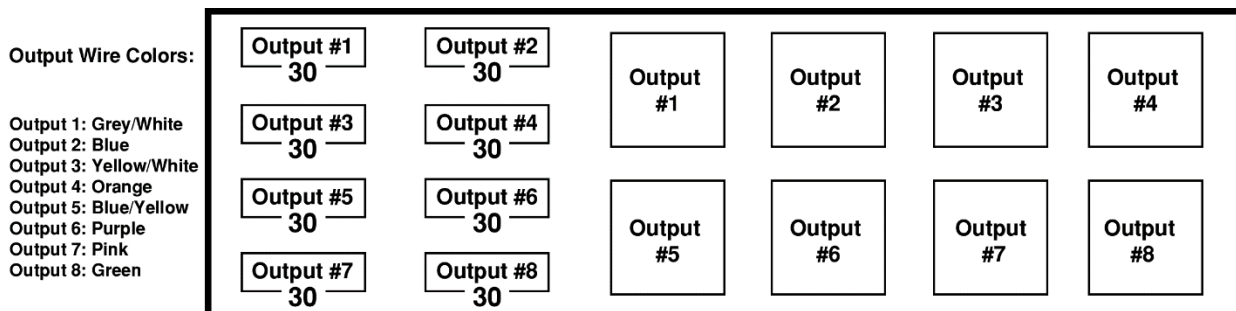 Output Wire Colors:
Output 1: Grey/White
Output 2: Blue
Output 3: Yellow/White
Output 4: Orange
Output 5: Blue/Yellow
Output 6: Purple
Output 7: Pink
Output 8: Green
Output #1
30
Output #2
30
Output #3
30
Output #4
30
Output #5
30
Output #6
30
Output #7
30
Output #8
30
Output
#1
Output
#2
Output
#3
Output
#4
Output
#5
Output
#6
Output
#7
Output
#8